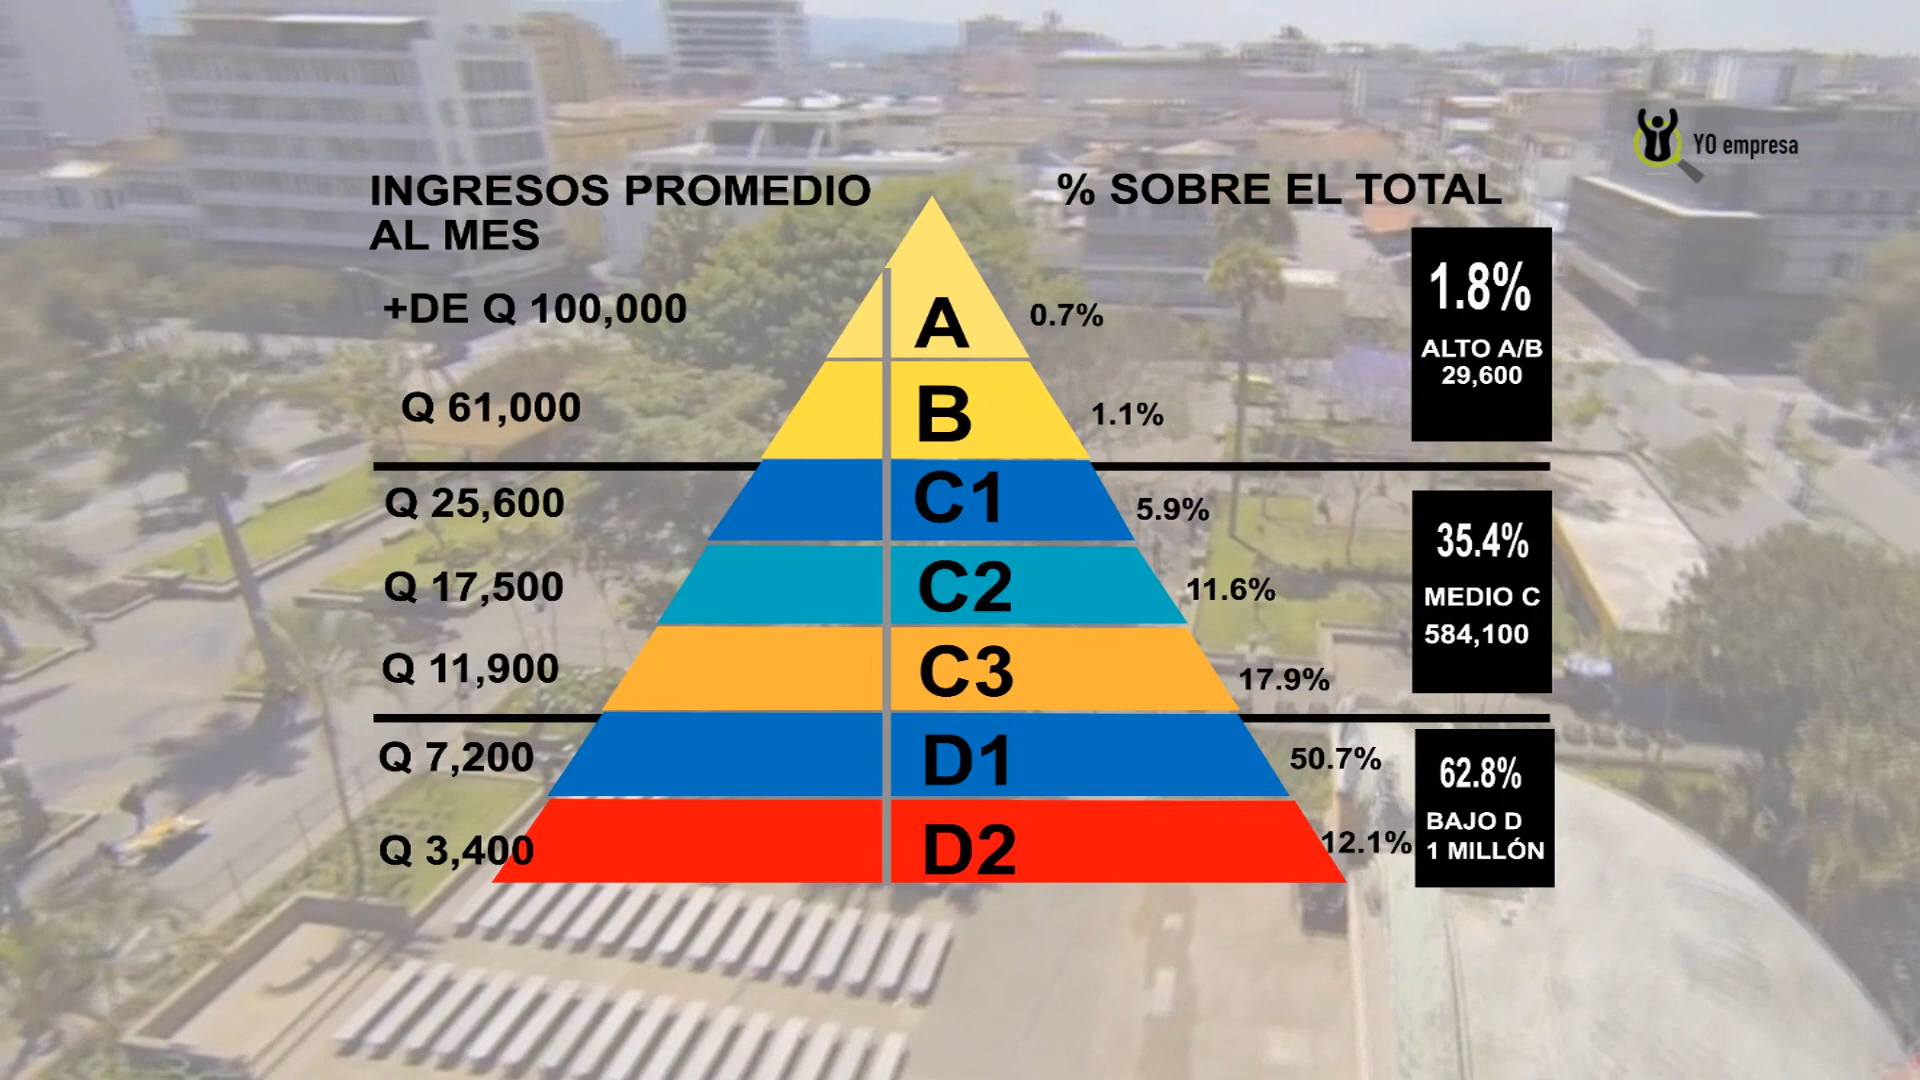 YO empresa
INGRESOS PROMEDIO
AL MES
% SOBRE EL TOTAL
+DE Q 100,000
A
0.7%
1.8%
ALTO A/B
29,600
Q 61,000
B
1.1%
Q 25,600
C1
5.9%
Q 17,500
C2
11.6%
35.4%
MEDIO C
584,100
Q 11,900
C3
17.9%
Q 7,200
D1
50.7%
62.8%
BAJO D
1 MILLÓN
Q 3,400
D2
12.1%